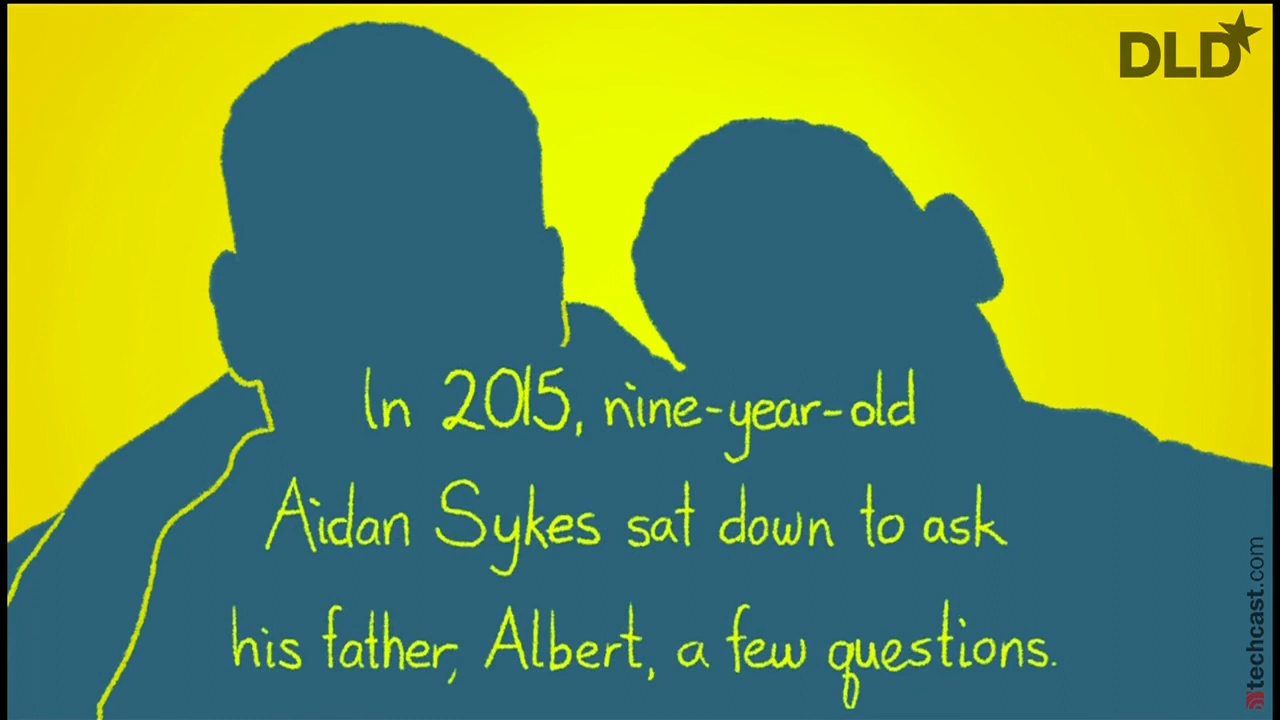 DLD
In 2015, nine-year-old
Aidan Sykes sat down to ask
his father, Albert, a few questions.
techcast.com